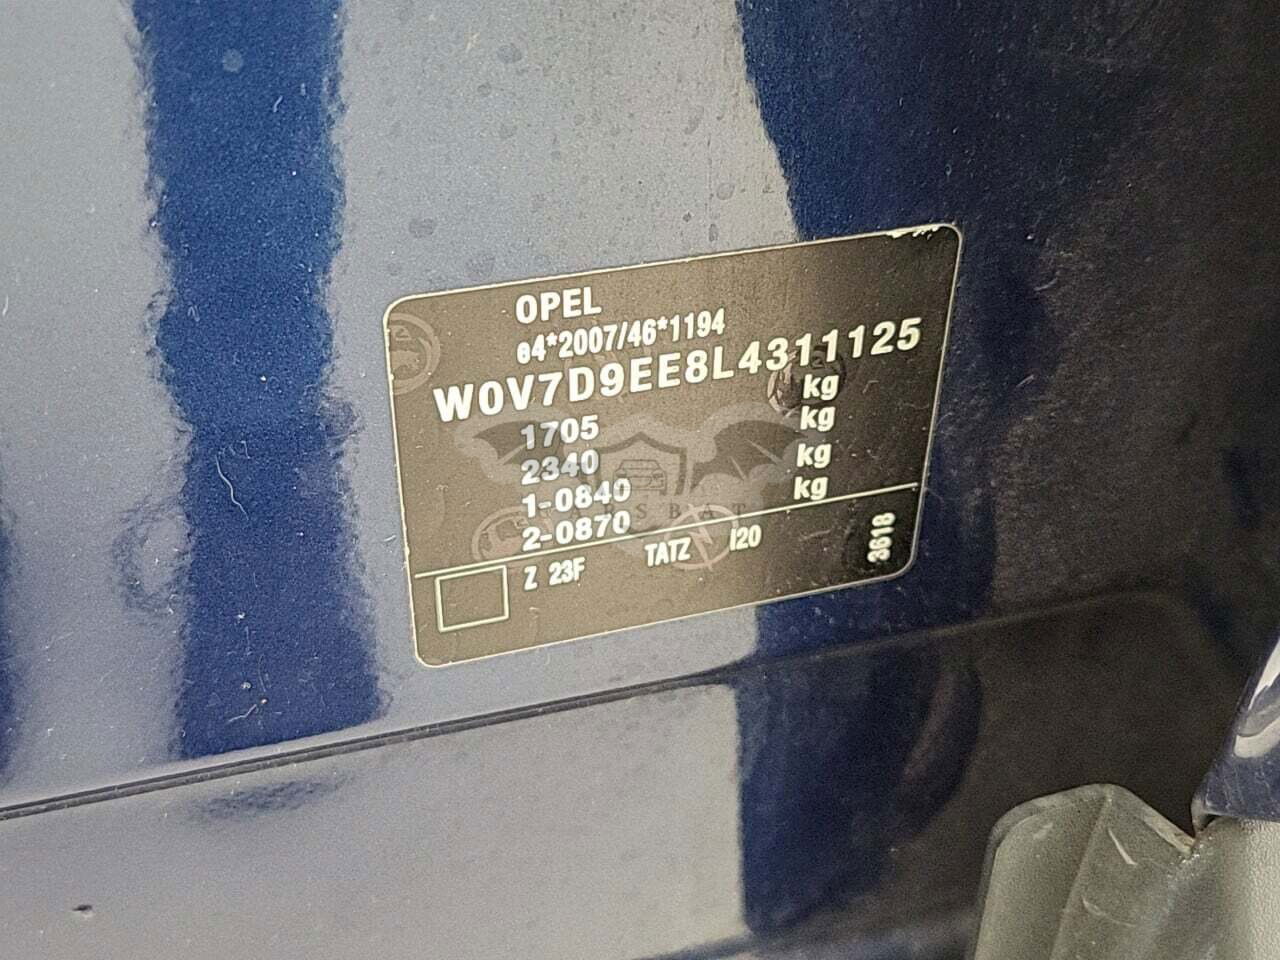 OPEL
e4*2007/46*1194
W0V7D9EE8L4311125
1705 kg
2340 kg
1-0840 kg
2-0870 kg
Z 23F TATZ I20
3618